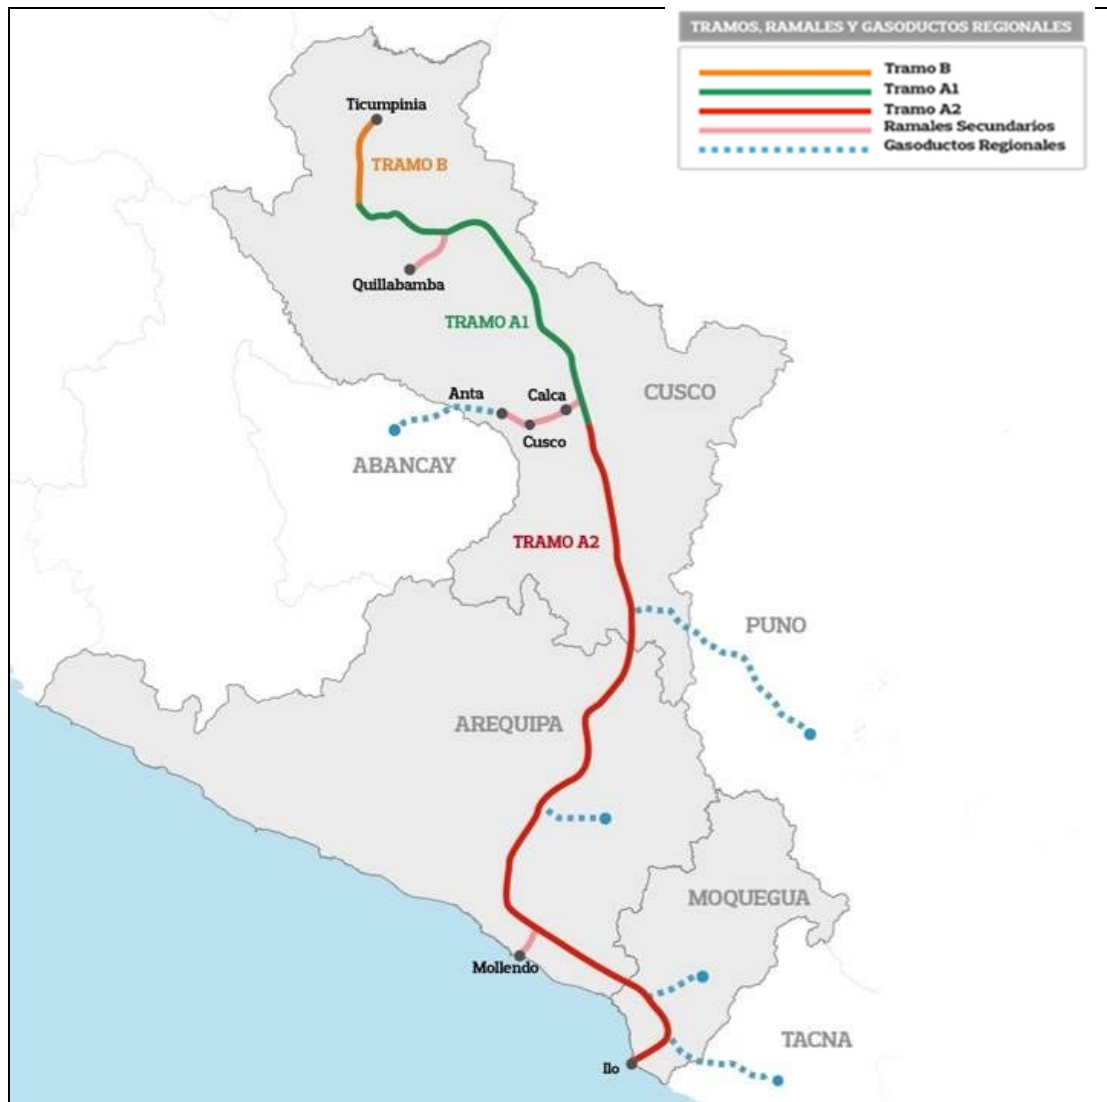 TRAMOS, RAMALES Y GASODUCTOS REGIONALES
Tramo B
Tramo A1
Tramo A2
Ramales Secundarios
Gasoductos Regionales
Ticumpinia
TRAMO B
Quillabamba
TRAMO A1
CUSCO
Anta
Calca
Cusco
ABANCAY
TRAMO A2
PUNO
AREQUIPA
MOQUEGUA
Mollendo
TACNA
Ilo